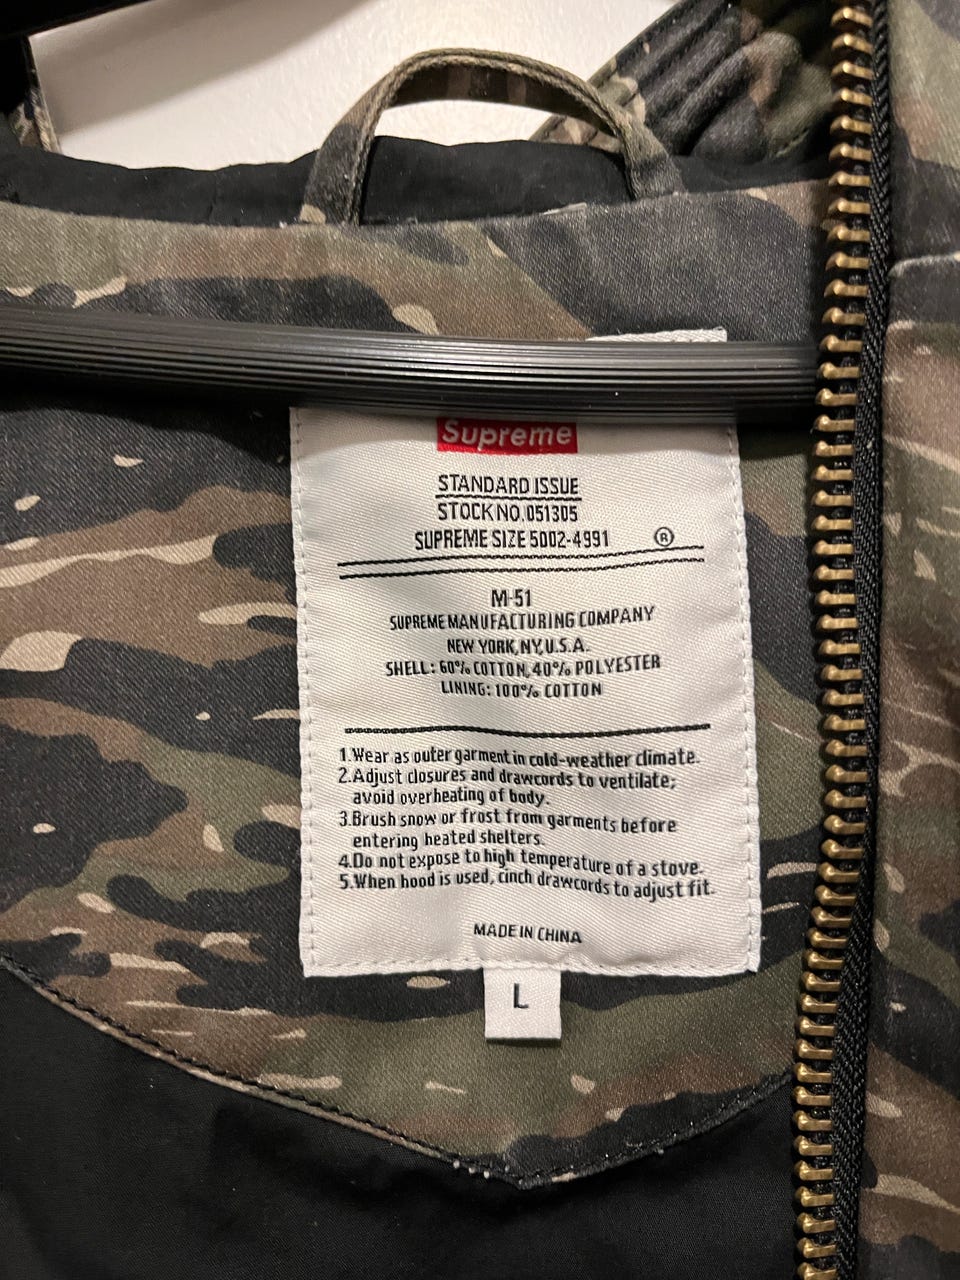 Supreme
STANDARD ISSUE
STOCK NO. 051305
SUPREME SIZE 5002-4991 ®
M-51
SUPREME MANUFACTURING COMPANY
NEW YORK, NY, U.S.A.
SHELL: 60% COTTON, 40% POLYESTER
LINING: 100% COTTON
1.Wear as outer garment in cold-weather climate.
2.Adjust closures and drawcords to ventilate;
avoid overheating of body.
3.Brush snow or frost from garments before
entering heated shelters.
4.Do not expose to high temperature of a stove.
5.When hood is used, cinch drawcords to adjust fit.
MADE IN CHINA
L